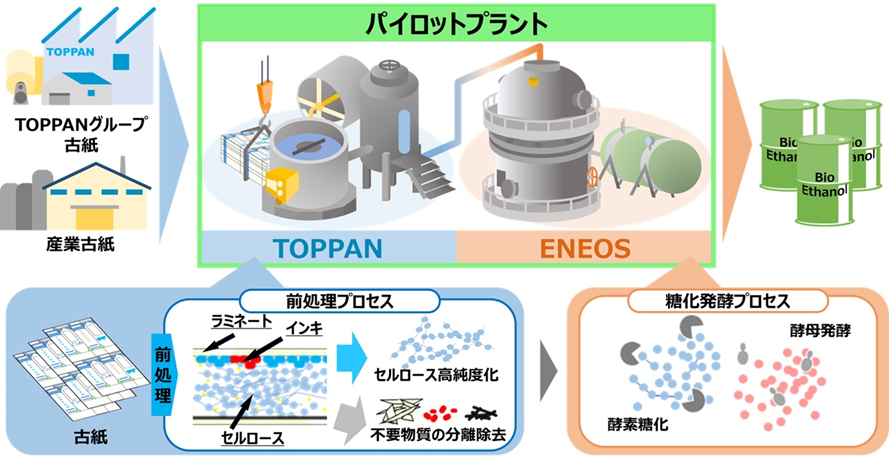 パイロットプラント
TOPPAN
TOPPANグループ
古紙
産業古紙
TOPPAN
ENEOS
Bio
Ethanol
Bio
Ethanol
Bio
Ethanol
前処理プロセス
古紙
前処理
ラミネート
インキ
セルロース
セルロース高純度化
不要物質の分離除去
糖化発酵プロセス
酵素糖化
酵母発酵